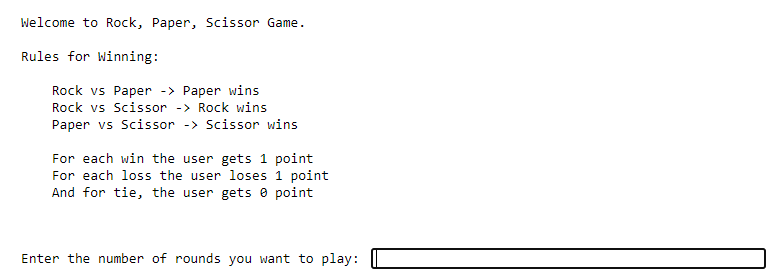 Welcome to Rock, Paper, Scissor Game.
Rules for Winning:
Rock vs Paper -> Paper wins
Rock vs Scissor -> Rock wins
Paper vs Scissor -> Scissor wins
For each win the user gets 1 point
For each loss the user loses 1 point
And for tie, the user gets 0 point
Enter the number of rounds you want to play: